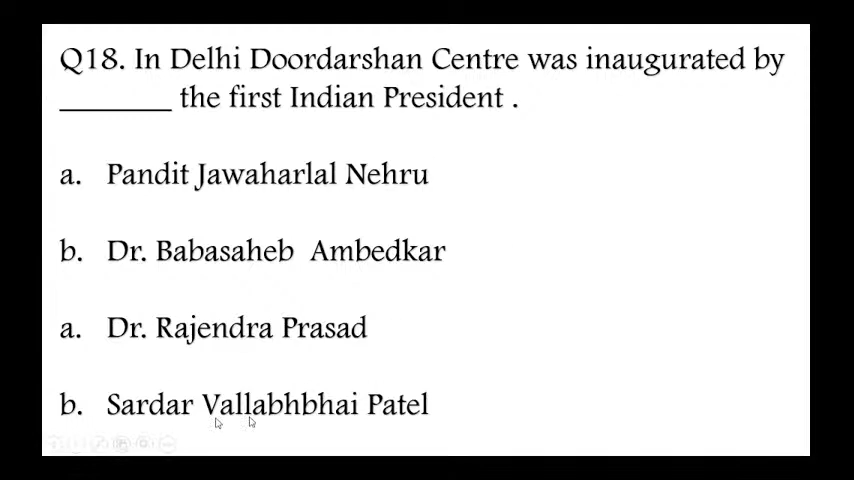 Q18. In Delhi Doordarshan Centre was inaugurated by
_______ the first Indian President .
a. Pandit Jawaharlal Nehru
b. Dr. Babasaheb Ambedkar
a. Dr. Rajendra Prasad
b. Sardar Vallabhbhai Patel